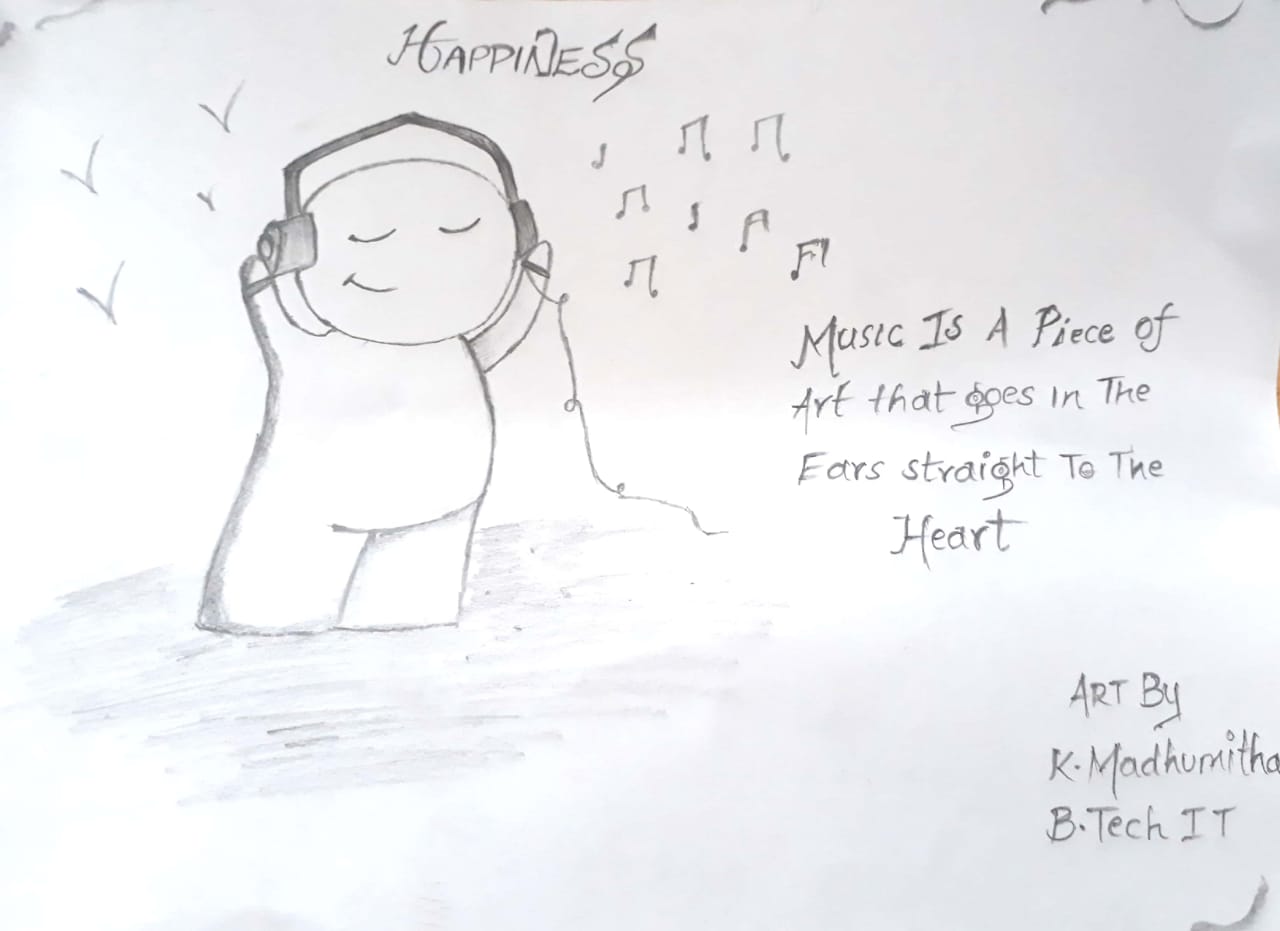 HAPPINESS
Music Is A Piece of
Art that goes in The
Ears straight To The
Heart
ART By
K.Madhumitha
B.Tech IT